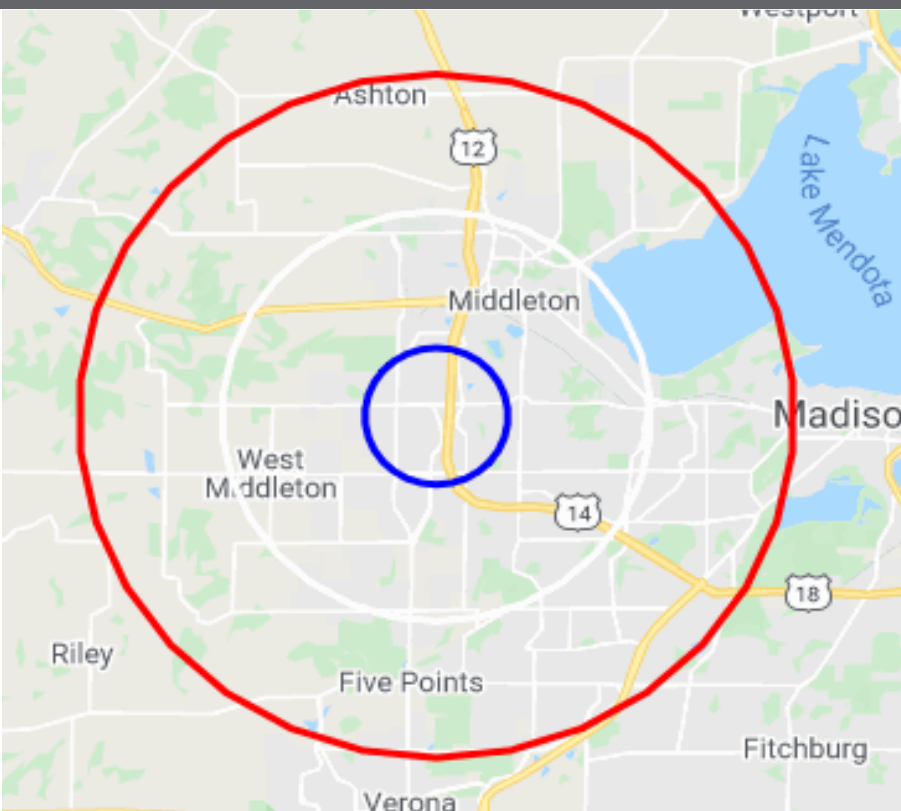 Westport
Ashton
12
Lake Mendota
Middleton
Madiso
West
Middleton
14
18
Riley
Five Points
Fitchburg
Verona